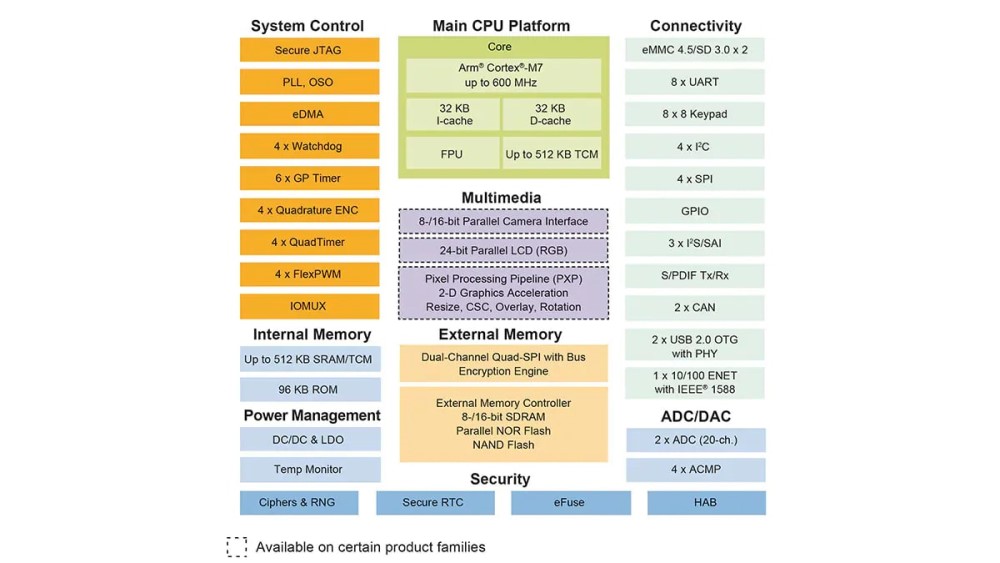 System Control
Secure JTAG
PLL, OSO
eDMA
4 x Watchdog
6 x GP Timer
4 x Quadrature ENC
4 x QuadTimer
4 x FlexPWM
IOMUX
Internal Memory
Up to 512 KB SRAM/TCM
96 KB ROM
Power Management
DC/DC & LDO
Temp Monitor
Main CPU Platform
Core
Arm® Cortex®-M7
up to 600 MHz
32 KB
I-cache
32 KB
D-cache
FPU
Up to 512 KB TCM
Multimedia
8-/16-bit Parallel Camera Interface
24-bit Parallel LCD (RGB)
Pixel Processing Pipeline (PXP)
2-D Graphics Acceleration
Resize, CSC, Overlay, Rotation
External Memory
Dual-Channel Quad-SPI with Bus
Encryption Engine
External Memory Controller
8-/16-bit SDRAM
Parallel NOR Flash
NAND Flash
Connectivity
eMMC 4.5/SD 3.0 x 2
8 x UART
8 x 8 Keypad
4 x I²C
4 x SPI
GPIO
3 x I²S/SAI
S/PDIF Tx/Rx
2 x CAN
2 x USB 2.0 OTG
with PHY
1 x 10/100 ENET
with IEEE® 1588
ADC/DAC
2 x ADC (20-ch.)
4 x ACMP
Security
Ciphers & RNG
Secure RTC
eFuse
HAB
Available on certain product families